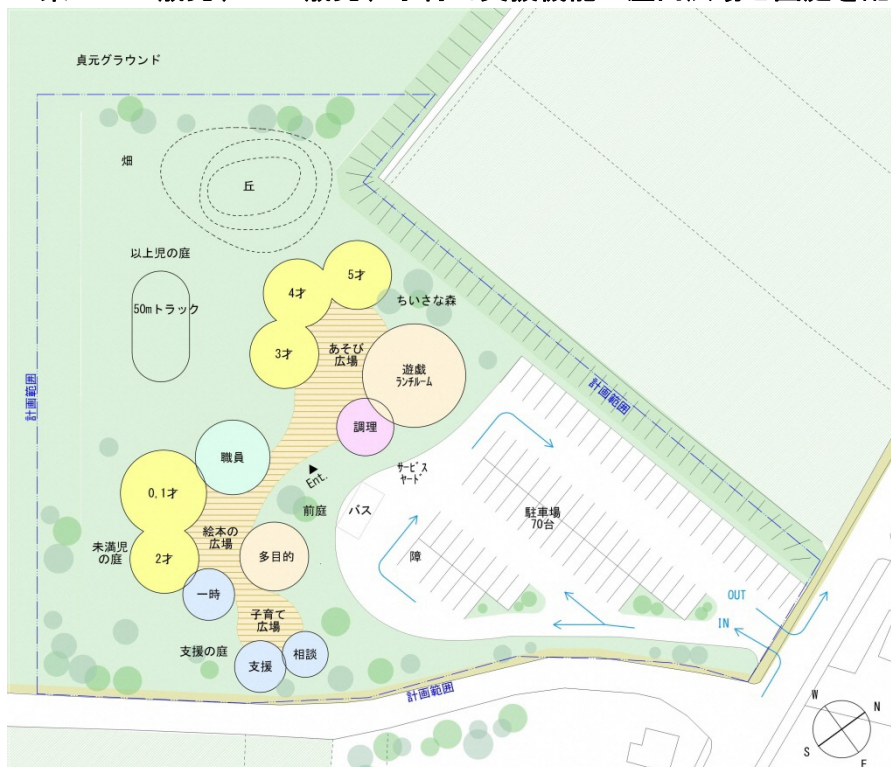 貞元グラウンド
畑
丘
以上児の庭
50mトラック
5才
4才
3才
ちいさな森
あそび
広場
遊戯
ランチルーム
調理
計画範囲
計画範囲
職員
Ent.
サービス
ヤード
0,1才
前庭
バス
駐車場
70台
絵本の
広場
未満児
の庭
2才
多目的
障
一時
子育て
広場
OUT
IN
支援の庭
支援
相談
計画範囲
W
N
S
E